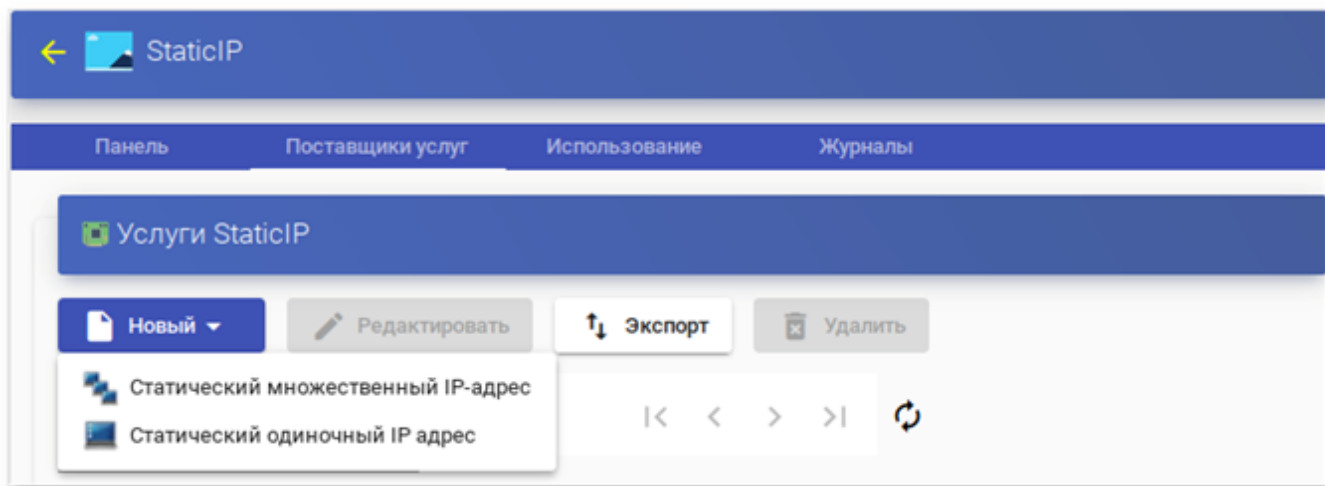 StaticIP
Панель Поставщики услуг Использование Журналы
Услуги StaticIP
Новый Редактировать Экспорт Удалить
Статический множественный IP-адрес
Статический одиночный IP адрес